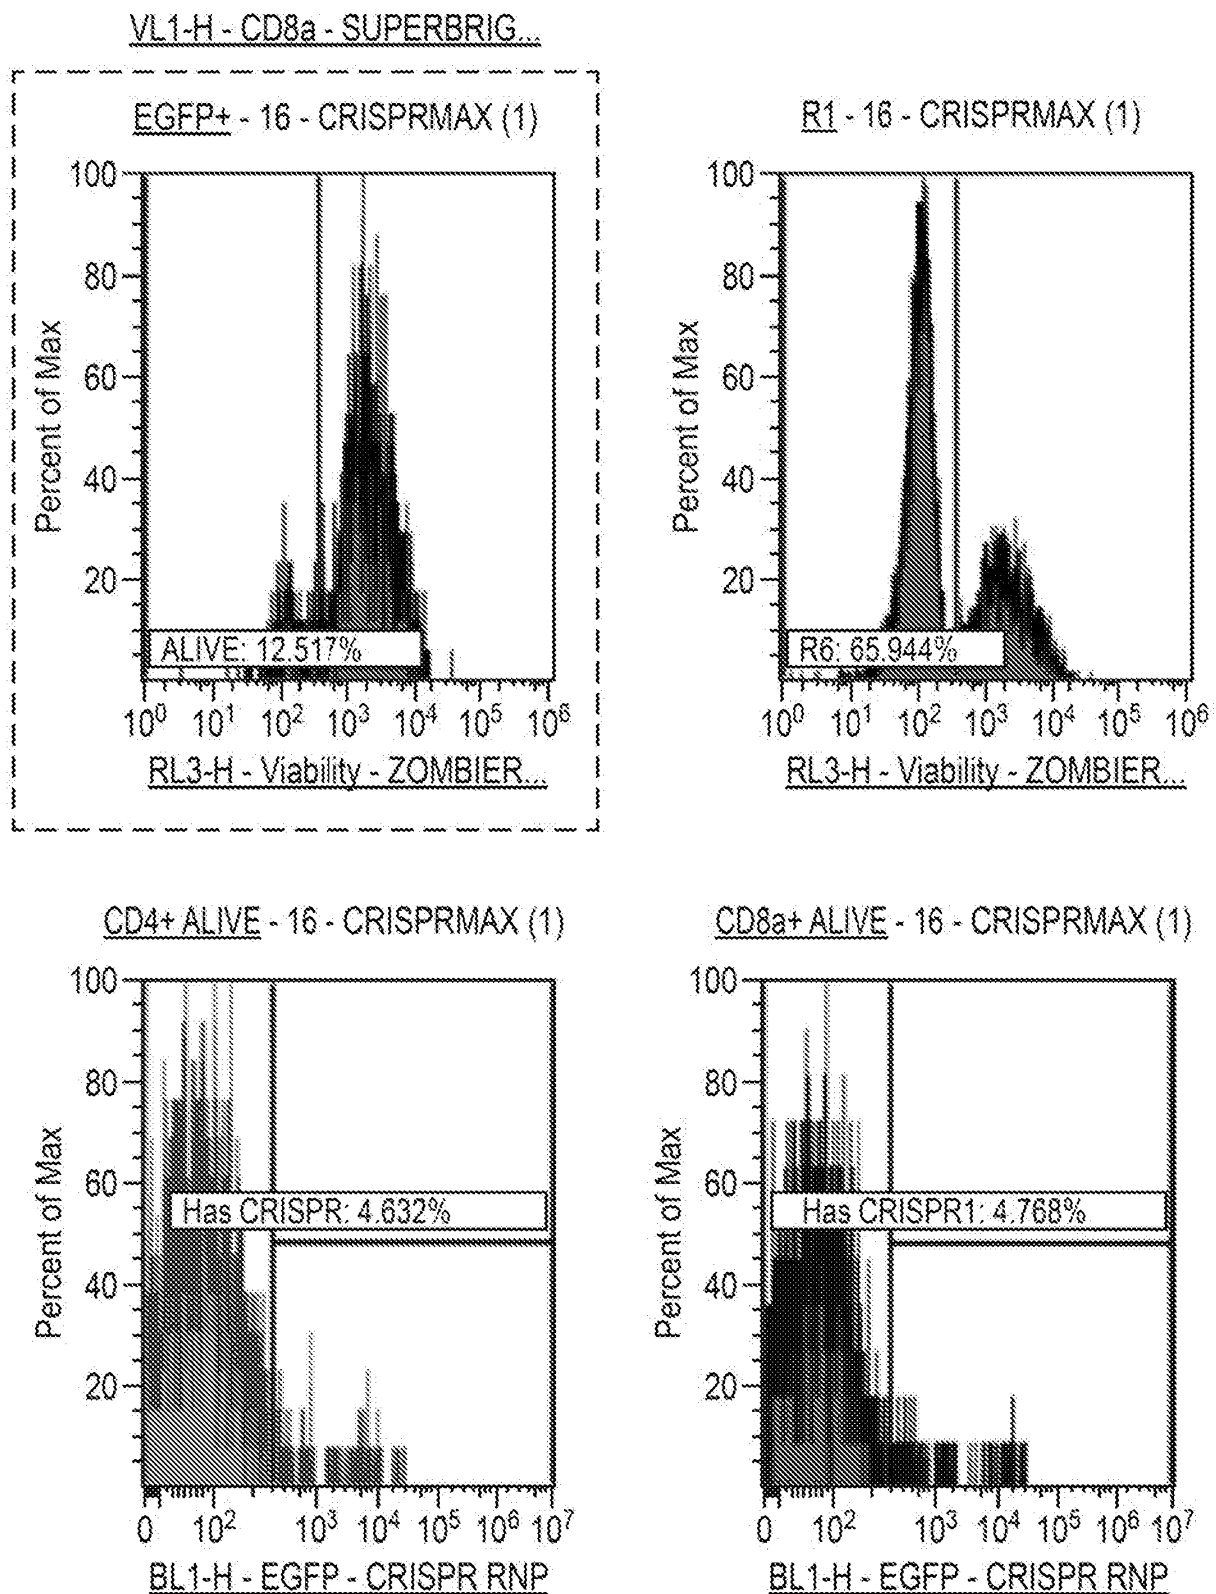 VL1-H - CD8a - SUPERBRIG...
EGFP+ - 16 - CRISPRMAX (1)
R1 - 16 - CRISPRMAX (1)
100
80
60
40
20
Percent of Max
ALIVE: 12.517%
10^0 10^1 10^2 10^3 10^4 10^5 10^6
RL3-H - Viability - ZOMBIER...
100
80
60
40
20
Percent of Max
R6: 65.944%
10^0 10^1 10^2 10^3 10^4 10^5 10^6
RL3-H - Viability - ZOMBIER...
CD4+ ALIVE - 16 - CRISPRMAX (1)
CD8a+ ALIVE - 16 - CRISPRMAX (1)
100
80
60
40
20
Percent of Max
Has CRISPR: 4.632%
0 10^2 10^3 10^4 10^5 10^6 10^7
BL1-H - EGFP - CRISPR RNP
100
80
60
40
20
Percent of Max
Has CRISPR1: 4.768%
0 10^2 10^3 10^4 10^5 10^6 10^7
BL1-H - EGFP - CRISPR RNP